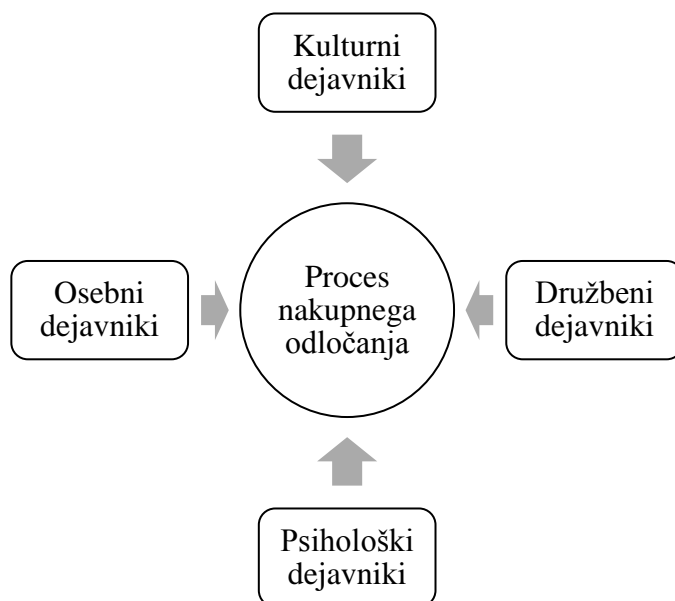 Kulturni
dejavniki
Osebni
dejavniki
Proces
nakupnega
odločanja
Družbeni
dejavniki
Psihološki
dejavniki